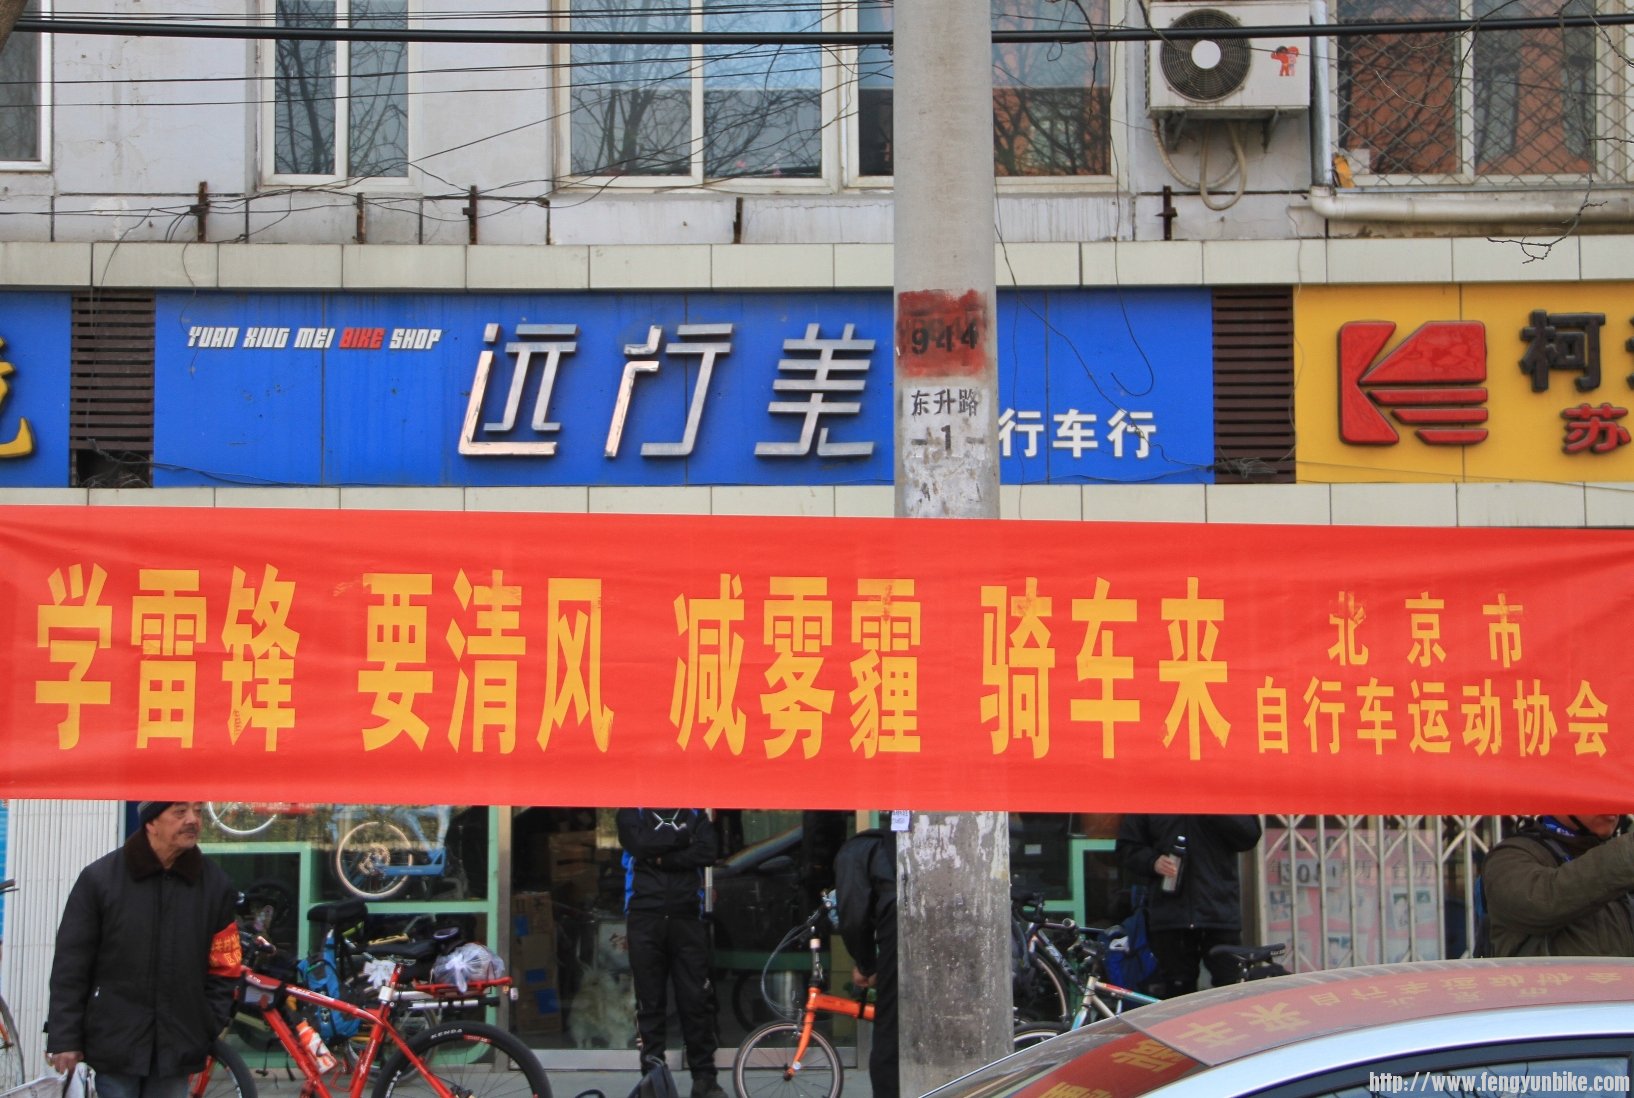 YUAN XIUG MEI BIKE SHOP
远行美
行车行
944
东升路
1
柯
苏
学雷锋 要清风 减雾霾 骑车来
北京市
自行车运动协会
KENDA
http://www.fengyunbike.com